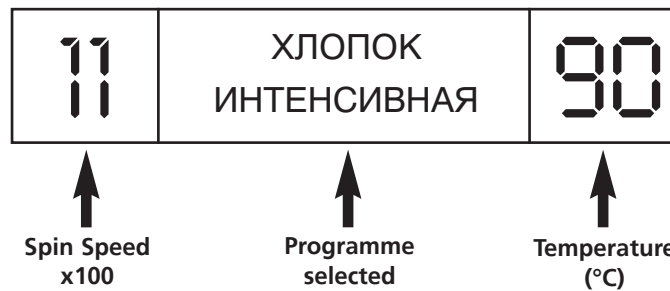 11
ХЛОПОК
ИНТЕНСИВНАЯ
90
Spin Speed
x100
Programme
selected
Temperature
(°C)